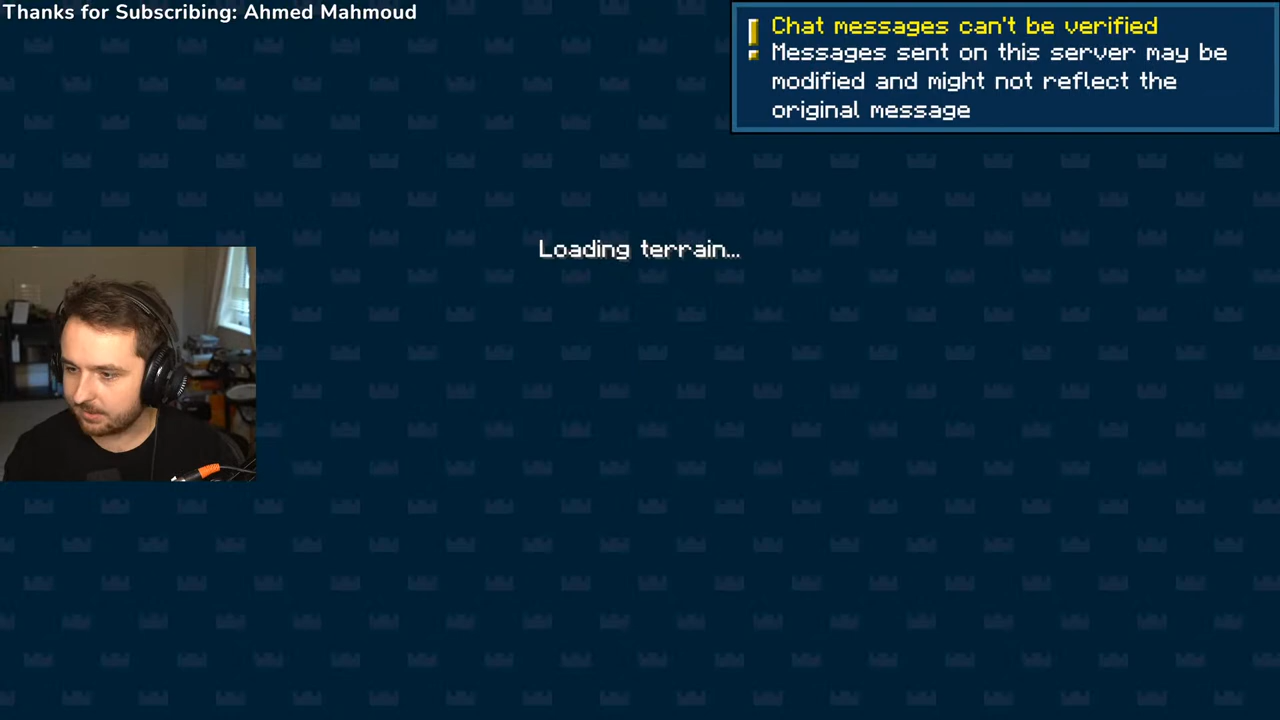 Thanks for Subscribing: Ahmed Mahmoud
Chat messages can't be verified
Messages sent on this server may be
modified and might not reflect the
original message
Loading terrain...